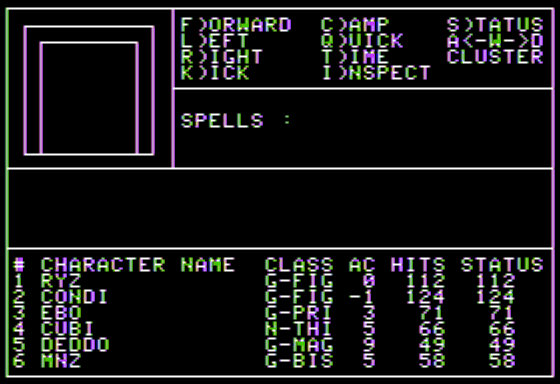 F)ORWARD C)AMP S)TATUS
L)EFT Q)UICK A<-W->D
R)IGHT T)IME CLUSTER
K)ICK I)NSPECT
SPELLS :
# CHARACTER NAME CLASS AC HITS STATUS
1 RYZ G-FIG 0 112 112
2 CONDI G-FIG -1 124 124
3 EBO G-PRI 3 71 71
4 CUBI N-THI 5 66 66
5 DEDDO G-MAG 9 49 49
6 MNZ G-BIS 5 58 58